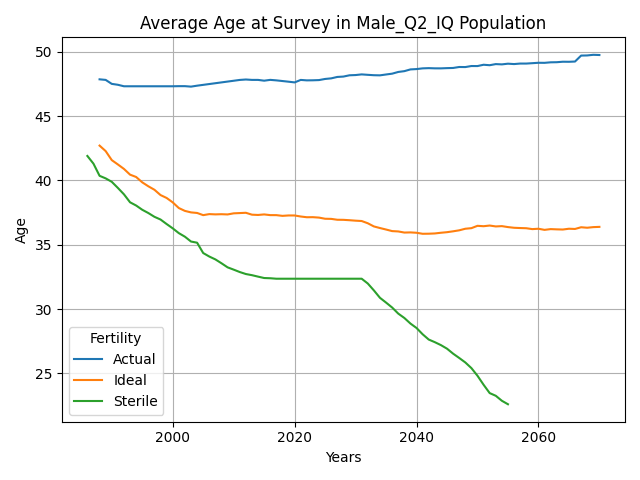 Average Age at Survey in Male_Q2_IQ Population
50
45
40
35
30
25
Age
Fertility
Actual
Ideal
Sterile
2000
2020
2040
2060
Years